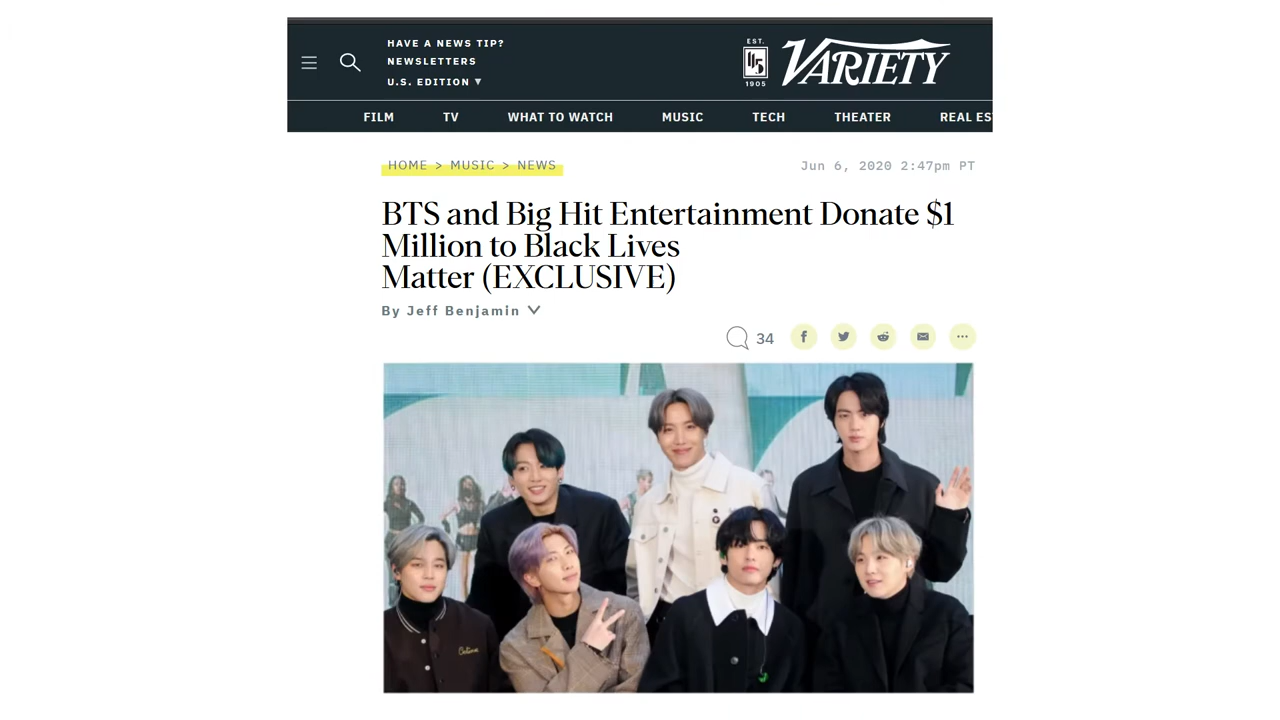 HAVE A NEWS TIP?
NEWSLETTERS
U.S. EDITION ▼
EST.
115
1905
VARIETY
FILM TV WHAT TO WATCH MUSIC TECH THEATER REAL ES
HOME > MUSIC > NEWS
Jun 6, 2020 2:47pm PT
BTS and Big Hit Entertainment Donate $1
Million to Black Lives
Matter (EXCLUSIVE)
By Jeff Benjamin
34